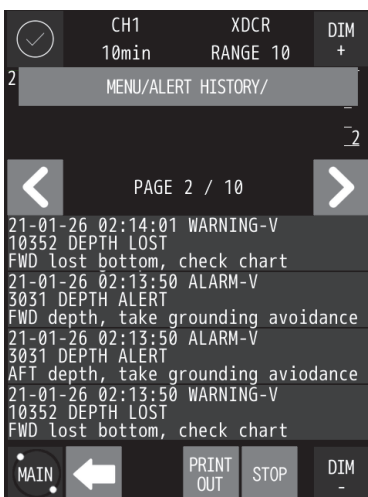 CH1 XDCR DIM
10min RANGE 10 +
2 MENU/ALERT HISTORY/
2
PAGE 2 / 10
21-01-26 02:14:01 WARNING-V
10352 DEPTH LOST
FWD lost bottom, check chart
21-01-26 02:13:50 ALARM-V
3031 DEPTH ALERT
FWD depth, take grounding avoidance
21-01-26 02:13:50 ALARM-V
3031 DEPTH ALERT
AFT depth, take grounding aviodance
21-01-26 02:13:50 WARNING-V
10352 DEPTH LOST
FWD lost bottom, check chart
MAIN PRINT OUT STOP DIM -